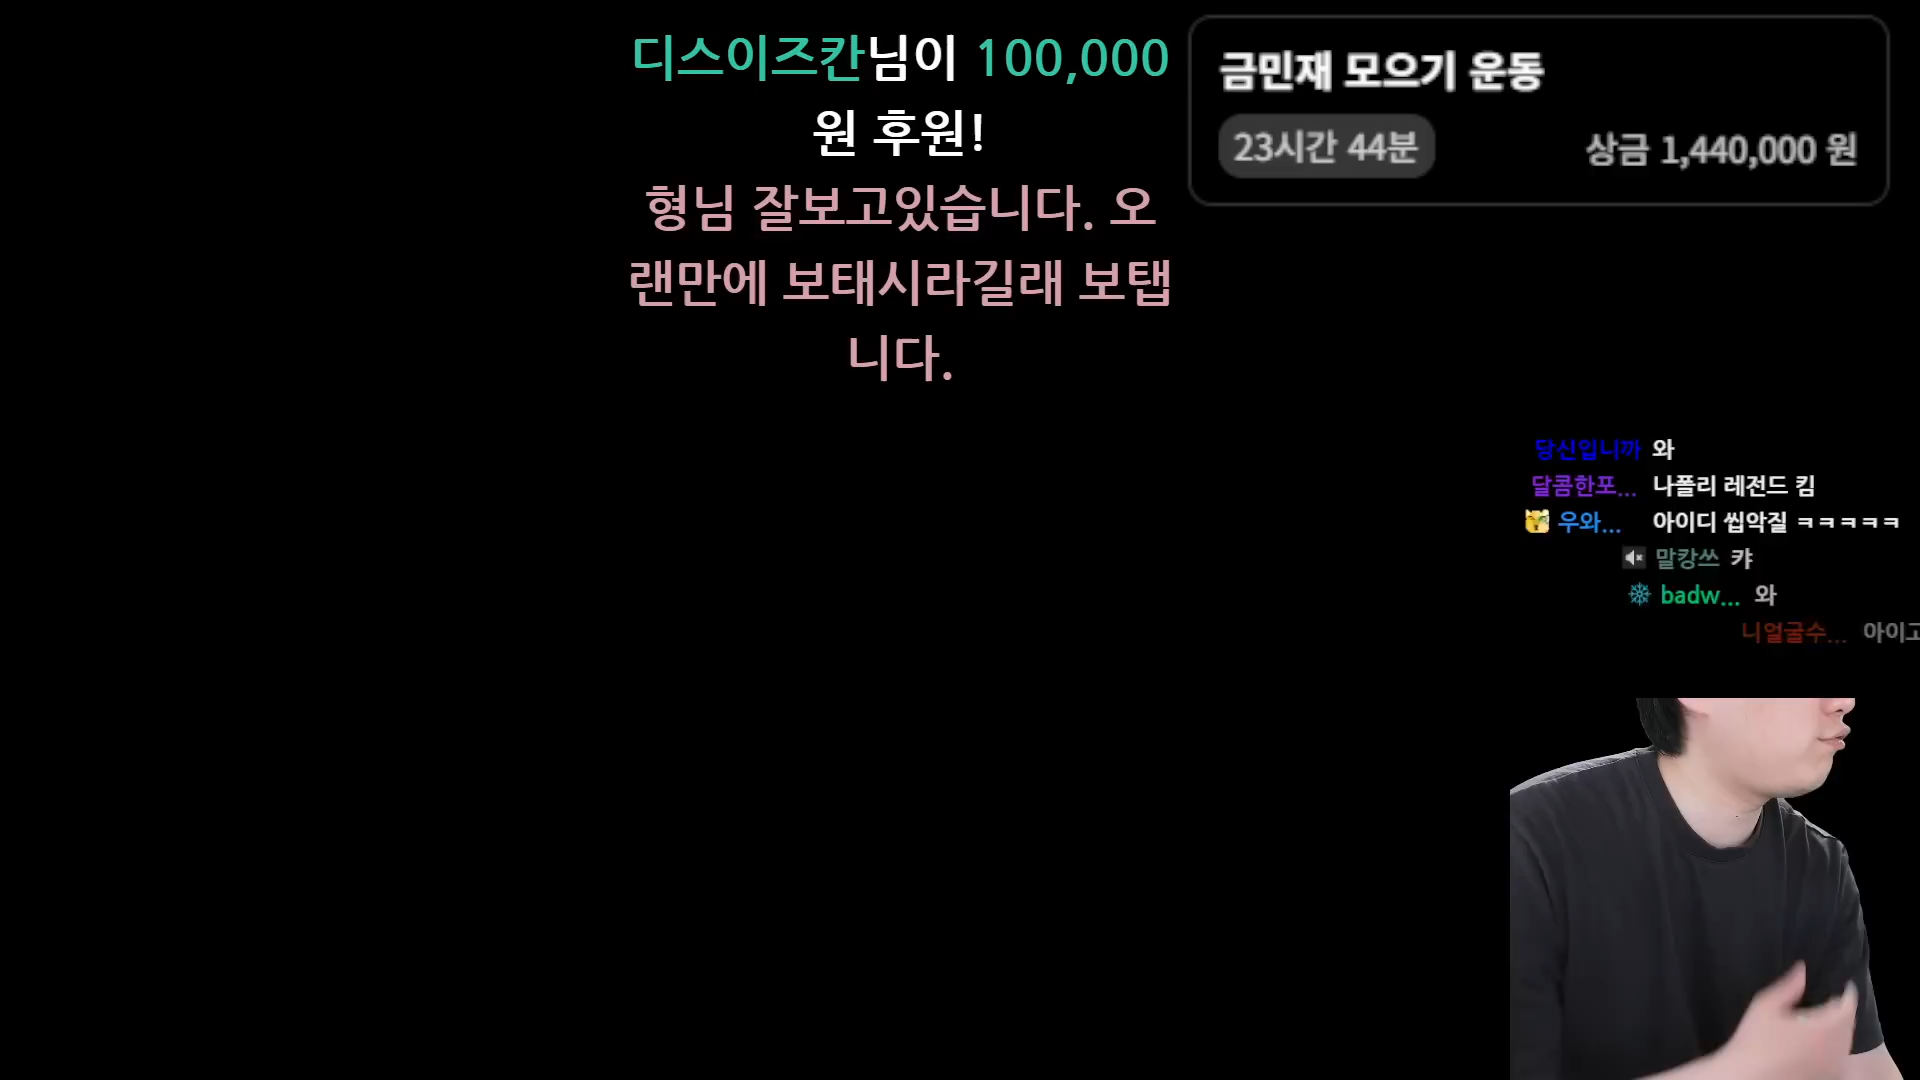 디스이즈칸님이 100,000
원 후원!
형님 잘보고있습니다. 오
랜만에 보태시라길래 보탭
니다.
금민재 모으기 운동
23시간 44분
상금 1,440,000 원
당신입니까 와
달콤한포... 나폴리 레전드 킴
우와... 아이디 씹악질 ㅋㅋㅋㅋㅋ
말캉쓰 캬
badw... 와
니얼굴수... 아이고